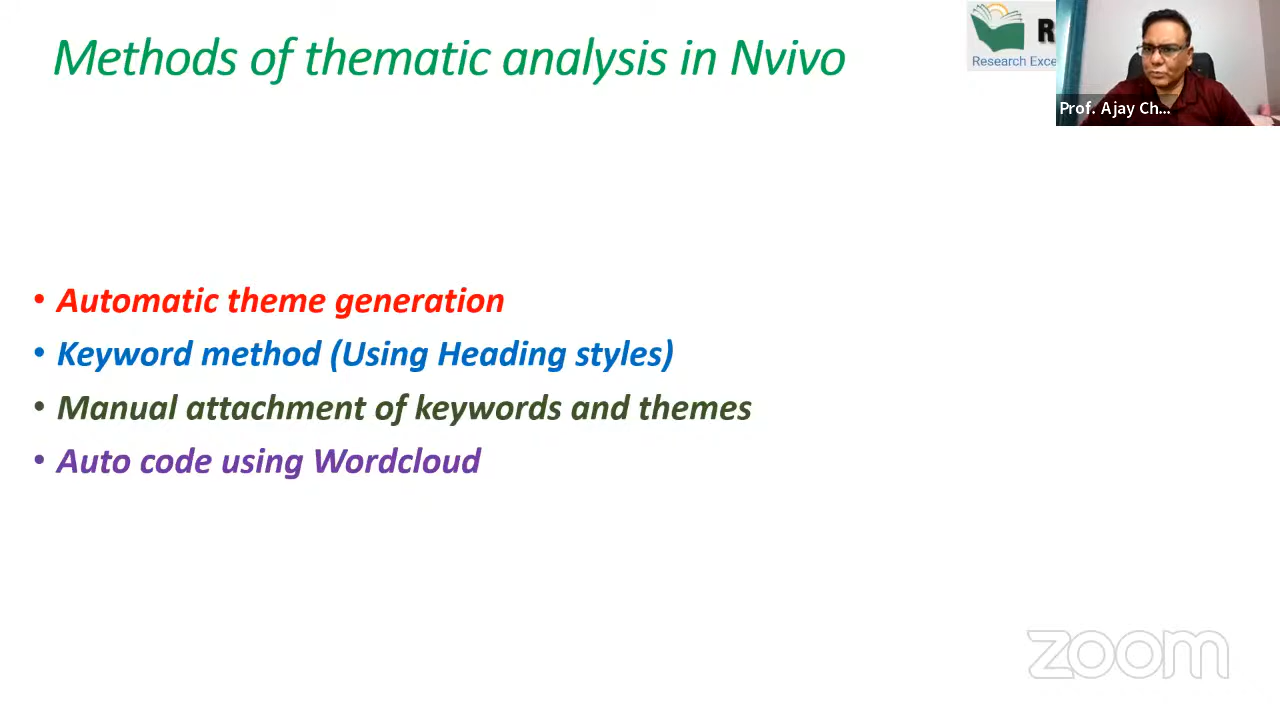 Methods of thematic analysis in Nvivo
R
Research Exce
Prof. Ajay Ch...
• Automatic theme generation
• Keyword method (Using Heading styles)
• Manual attachment of keywords and themes
• Auto code using Wordcloud
zoom